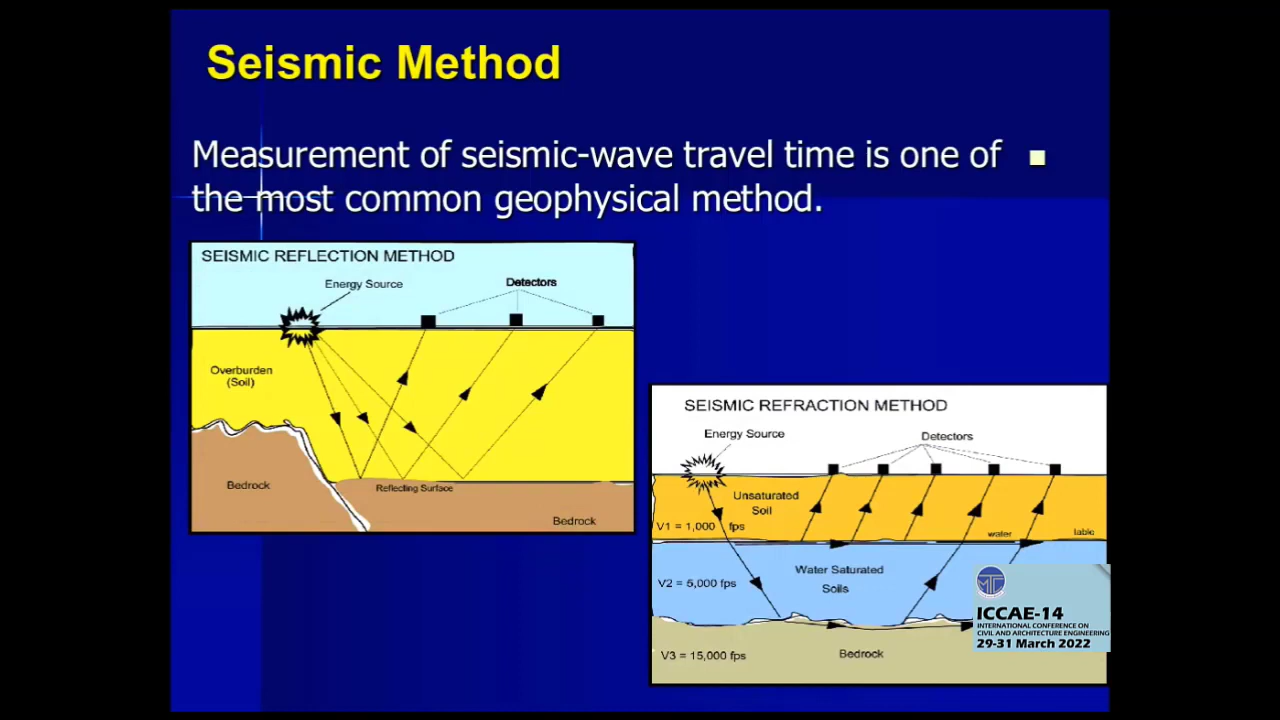 Seismic Method
Measurement of seismic-wave travel time is one of
the most common geophysical method.
SEISMIC REFLECTION METHOD
Energy Source
Detectors
Overburden
(Soil)
Bedrock
Reflecting Surface
Bedrock
SEISMIC REFRACTION METHOD
Energy Source
Detectors
Unsaturated
Soil
V1 = 1,000 fps
water table
Water Saturated
V2 = 5,000 fps
Soils
V3 = 15,000 fps
Bedrock
MTC
ICCAE-14
INTERNATIONAL CONFERENCE ON
CIVIL AND ARCHITECTURE ENGINEERING
29-31 March 2022